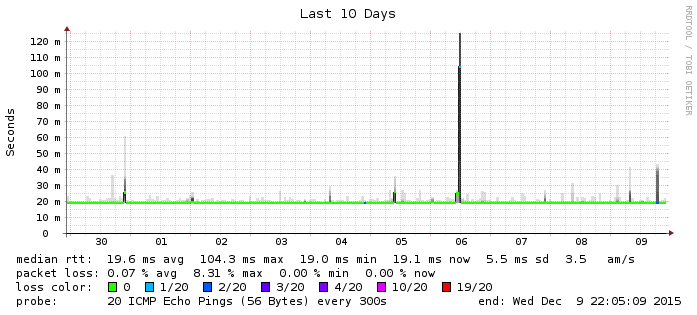 Last 10 Days
RRDTOOL / TOBI OETIKER
Seconds
120 m
110 m
100 m
90 m
80 m
70 m
60 m
50 m
40 m
30 m
20 m
10 m
0
30 01 02 03 04 05 06 07 08 09
median rtt: 19.6 ms avg 104.3 ms max 19.0 ms min 19.1 ms now 5.5 ms sd 3.5 am/s
packet loss: 0.07 % avg 8.31 % max 0.00 % min 0.00 % now
loss color: 0 1/20 2/20 3/20 4/20 10/20 19/20
probe: 20 ICMP Echo Pings (56 Bytes) every 300s end: Wed Dec 9 22:05:09 2015